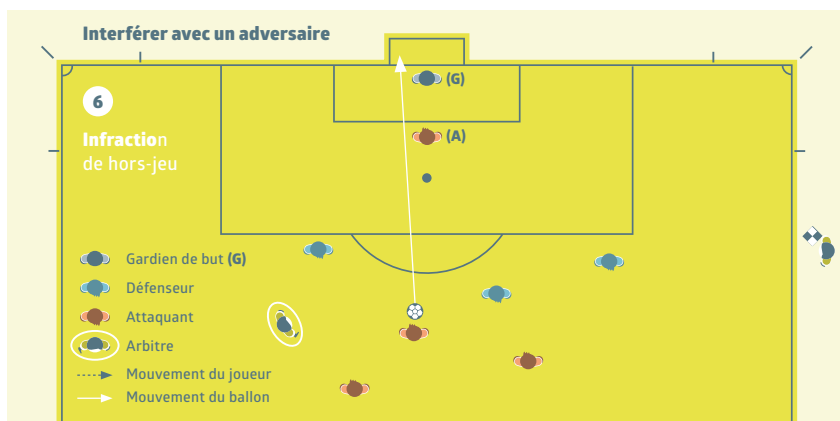 Interférer avec un adversaire
(G)
6
(A)
Infraction
de hors-jeu
Gardien de but (G)
Défenseur
Attaquant
Arbitre
Mouvement du joueur
Mouvement du ballon